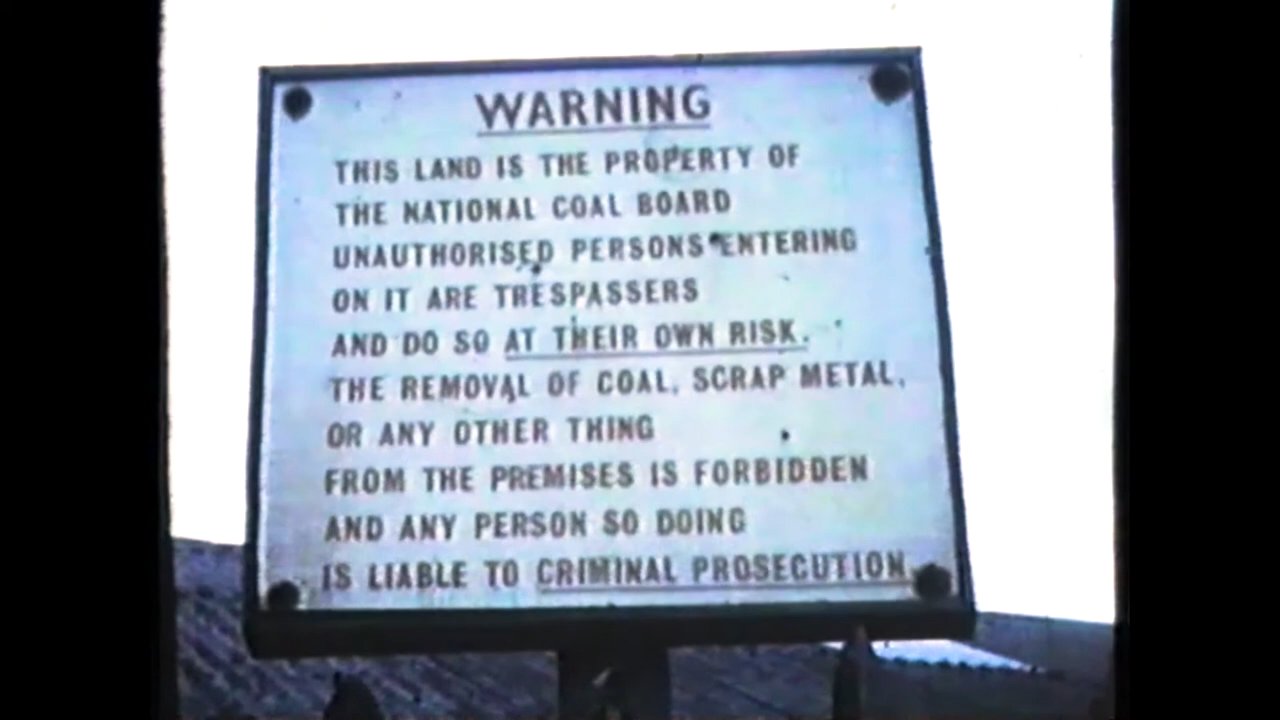 WARNING
THIS LAND IS THE PROPERTY OF
THE NATIONAL COAL BOARD
UNAUTHORISED PERSONS ENTERING
ON IT ARE TRESPASSERS
AND DO SO AT THEIR OWN RISK.
THE REMOVAL OF COAL, SCRAP METAL,
OR ANY OTHER THING
FROM THE PREMISES IS FORBIDDEN
AND ANY PERSON SO DOING
IS LIABLE TO CRIMINAL PROSECUTION.